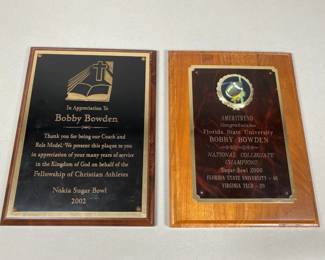 In Appreciation To
Bobby Bowden
Thank you for being our Coach and
Role Model. We present this plaque to you
in appreciation of your many years of service
in the Kingdom of God on behalf of the
Fellowship of Christian Athletes
Nokia Sugar Bowl
2002
AMERITREND
Congratulates
Florida State University
BOBBY BOWDEN
NATIONAL COLLEGIATE
CHAMPIONS
Sugar Bowl 2000
FLORIDA STATE UNIVERSITY - 46
VIRGINIA TECH - 29